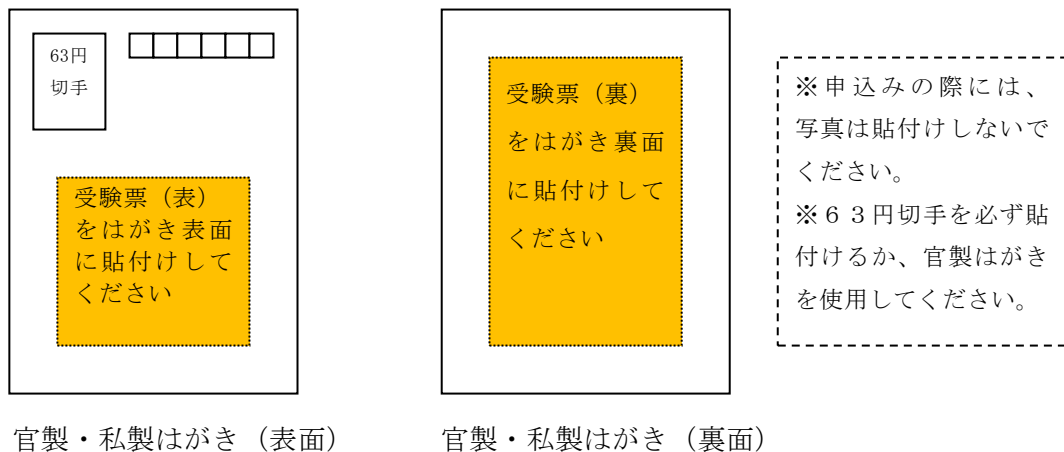 63円
切手
受験票（表）
をはがき表面
に貼付けして
ください
受験票（裏）
をはがき裏面
に貼付けして
ください
※申込みの際には、
写真は貼付けしないで
ください。
※６３円切手を必ず貼
付けるか、官製はがき
を使用してください。
官製・私製はがき（表面）
官製・私製はがき（裏面）